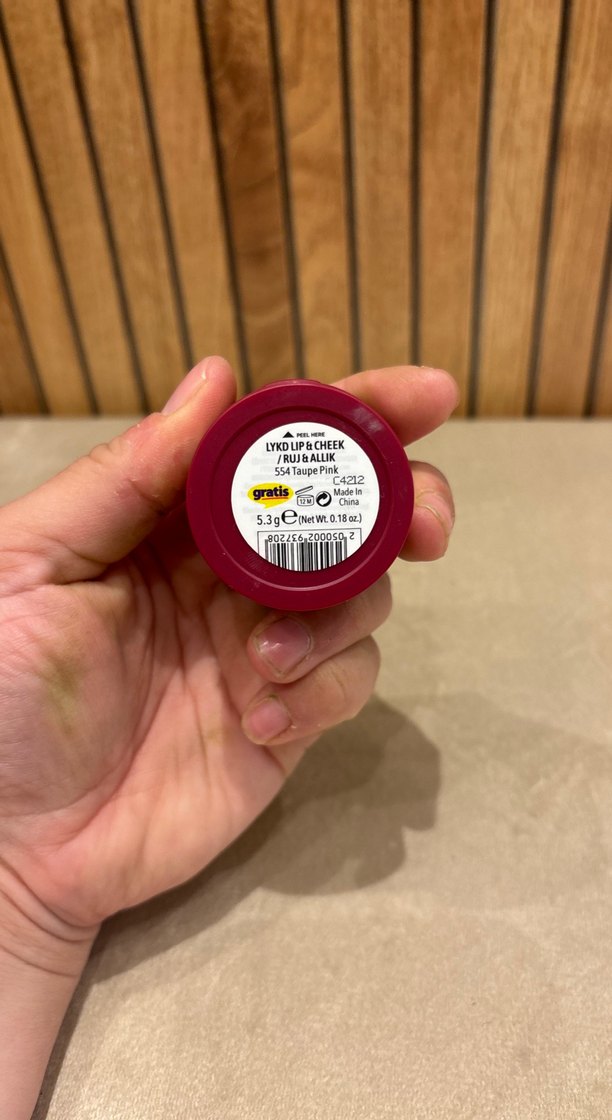 PEEL HERE
LYKD LIP & CHEEK
/ RUJ & ALLIK
554 Taupe Pink
C4212
gratis
12 M
Made In
China
5.3 g e (Net Wt. 0.18 oz.)
2 050002 937208